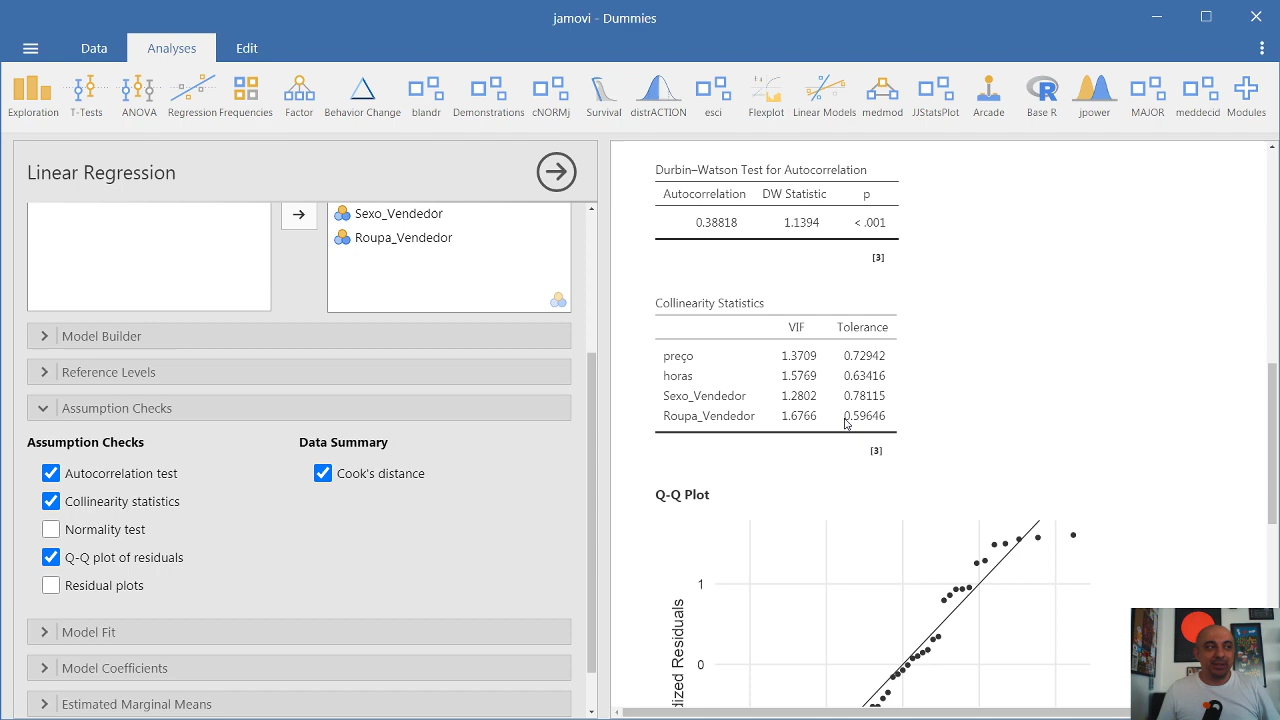 jamovi - Dummies
Data
Analyses
Edit
Exploration
T-Tests
ANOVA
Regression
Frequencies
Factor
Behavior Change
blandr
Demonstrations
cNORMj
Survival
distrACTION
esci
Flexplot
Linear Models
medmod
JJStatsPlot
Arcade
Base R
jpower
MAJOR
meddecid
Modules
Linear Regression
Sexo_Vendedor
Roupa_Vendedor
Model Builder
Reference Levels
Assumption Checks
Assumption Checks
Data Summary
Autocorrelation test
Cook's distance
Collinearity statistics
Normality test
Q-Q plot of residuals
Residual plots
Model Fit
Model Coefficients
Estimated Marginal Means
Durbin–Watson Test for Autocorrelation
Autocorrelation DW Statistic p
0.38818 1.1394 < .001
[3]
Collinearity Statistics
VIF Tolerance
preço 1.3709 0.72942
horas 1.5769 0.63416
Sexo_Vendedor 1.2802 0.78115
Roupa_Vendedor 1.6766 0.59646
[3]
Q-Q Plot
1
0
dized Residuals